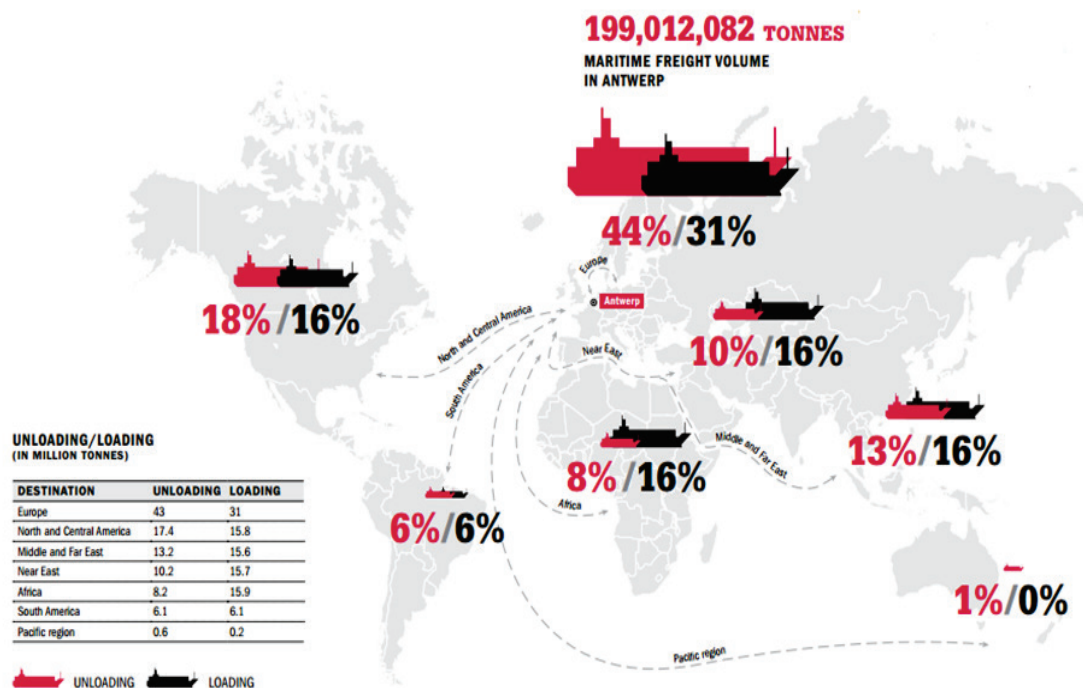 199,012,082 TONNES
MARITIME FREIGHT VOLUME
IN ANTWERP
44%/31%
Europe
Antwerp
18% /16%
North and Central America
10%/16%
Near East
South America
13%/16%
Middle and Far East
8%/16%
Africa
6%/6%
1%/0%
Pacific region
UNLOADING/LOADING
(IN MILLION TONNES)
DESTINATION UNLOADING LOADING
Europe 43 31
North and Central America 17.4 15.8
Middle and Far East 13.2 15.6
Near East 10.2 15.7
Africa 8.2 15.9
South America 6.1 6.1
Pacific region 0.6 0.2
UNLOADING LOADING